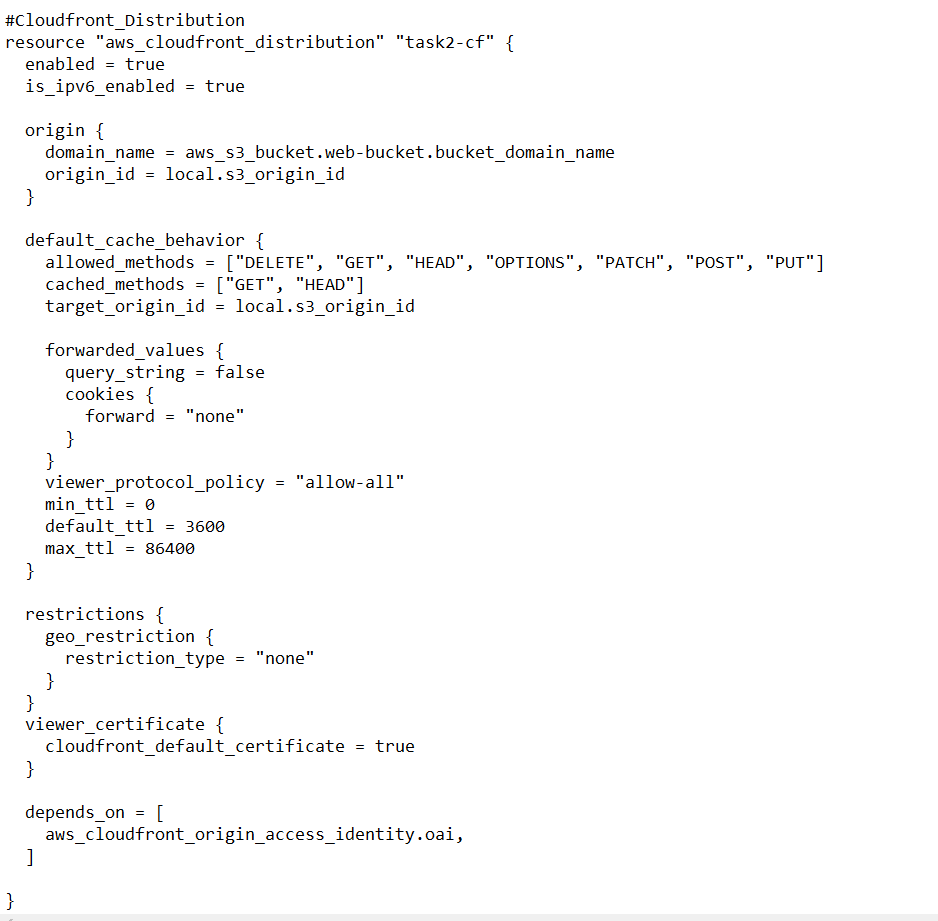 #Cloudfront_Distribution
resource "aws_cloudfront_distribution" "task2-cf" {
  enabled = true
  is_ipv6_enabled = true

  origin {
    domain_name = aws_s3_bucket.web-bucket.bucket_domain_name
    origin_id = local.s3_origin_id
  }

  default_cache_behavior {
    allowed_methods = ["DELETE", "GET", "HEAD", "OPTIONS", "PATCH", "POST", "PUT"]
    cached_methods = ["GET", "HEAD"]
    target_origin_id = local.s3_origin_id

    forwarded_values {
      query_string = false
      cookies {
        forward = "none"
      }
    }
    viewer_protocol_policy = "allow-all"
    min_ttl = 0
    default_ttl = 3600
    max_ttl = 86400
  }

  restrictions {
    geo_restriction {
      restriction_type = "none"
    }
  }
  viewer_certificate {
    cloudfront_default_certificate = true
  }

  depends_on = [
    aws_cloudfront_origin_access_identity.oai,
  ]

}